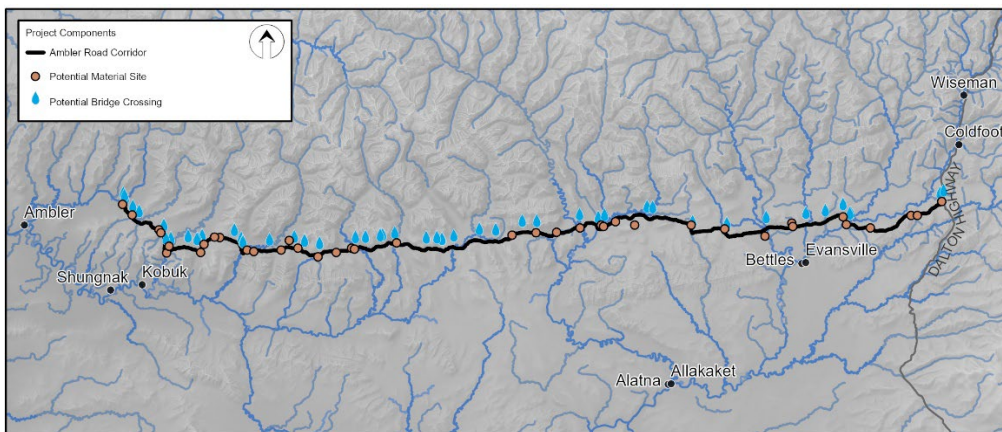 Project Components
Ambler Road Corridor
Potential Material Site
Potential Bridge Crossing
Wiseman
Coldfoot
DALTON HIGHWAY
Ambler
Shungnak
Kobuk
Bettles
Evansville
Alatna
Allakaket